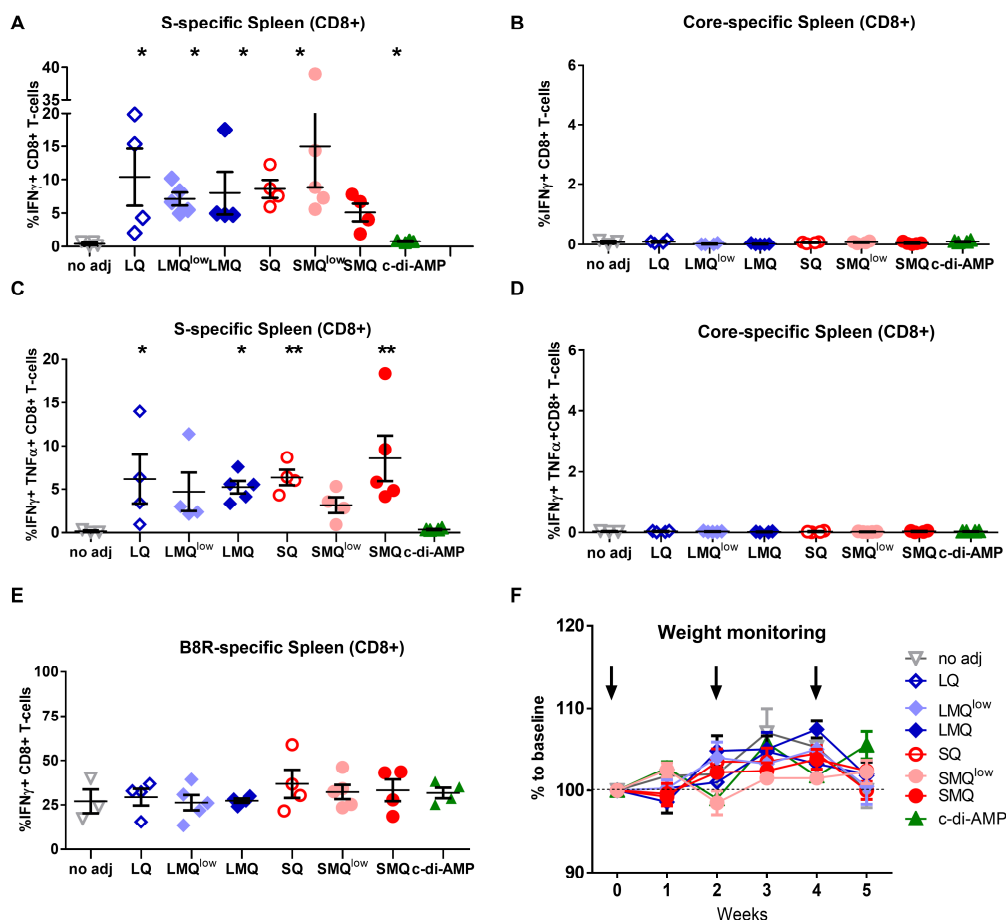 A
S-specific Spleen (CD8+)
* * * * *
%IFNγ+ CD8+ T-cells
40
35
20
15
10
5
0
no adj LQ LMQlow LMQ SQ SMQlow SMQ c-di-AMP
B
Core-specific Spleen (CD8+)
%IFNγ+ CD8+ T-cells
6
4
2
0
no adj LQ LMQlow LMQ SQ SMQlow SMQ c-di-AMP
C
S-specific Spleen (CD8+)
* * ** **
%IFNγ+ TNFα+ CD8+ T-cells
20
15
10
5
0
no adj LQ LMQlow LMQ SQ SMQlow SMQ c-di-AMP
D
Core-specific Spleen (CD8+)
%IFNγ+ TNFα+CD8+ T-cells
6
4
2
0
no adj LQ LMQlow LMQ SQ SMQlow SMQ c-di-AMP
E
B8R-specific Spleen (CD8+)
%IFNγ+ CD8+ T-cells
100
75
50
25
0
no adj LQ LMQlow LMQ SQ SMQlow SMQ c-di-AMP
F
Weight monitoring
% to baseline
120
110
100
90
0 1 2 3 4 5
Weeks
no adj
LQ
LMQlow
LMQ
SQ
SMQlow
SMQ
c-di-AMP